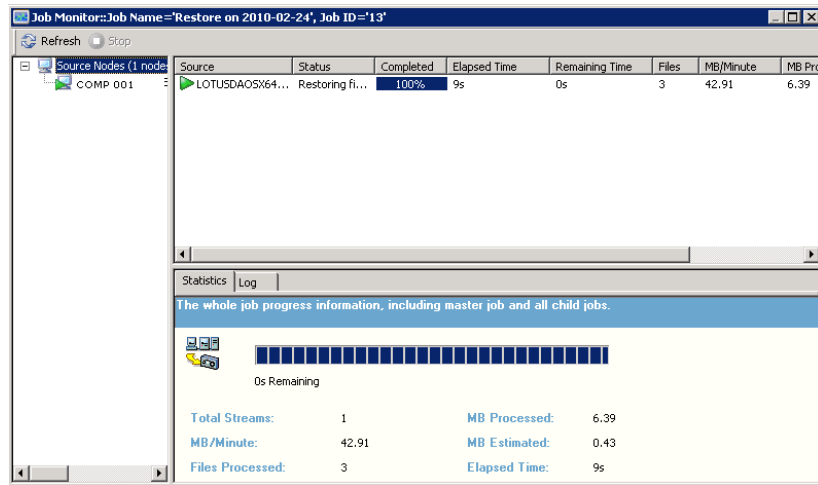 Job Monitor::Job Name='Restore on 2010-02-24', Job ID='13'
Refresh Stop
Source Nodes (1 node
COMP 001
Source Status Completed Elapsed Time Remaining Time Files MB/Minute MB Pro
LOTUSDAOSX64... Restoring fi... 100% 9s 0s 3 42.91 6.39
Statistics Log
The whole job progress information, including master job and all child jobs.
0s Remaining
Total Streams: 1 MB Processed: 6.39
MB/Minute: 42.91 MB Estimated: 0.43
Files Processed: 3 Elapsed Time: 9s